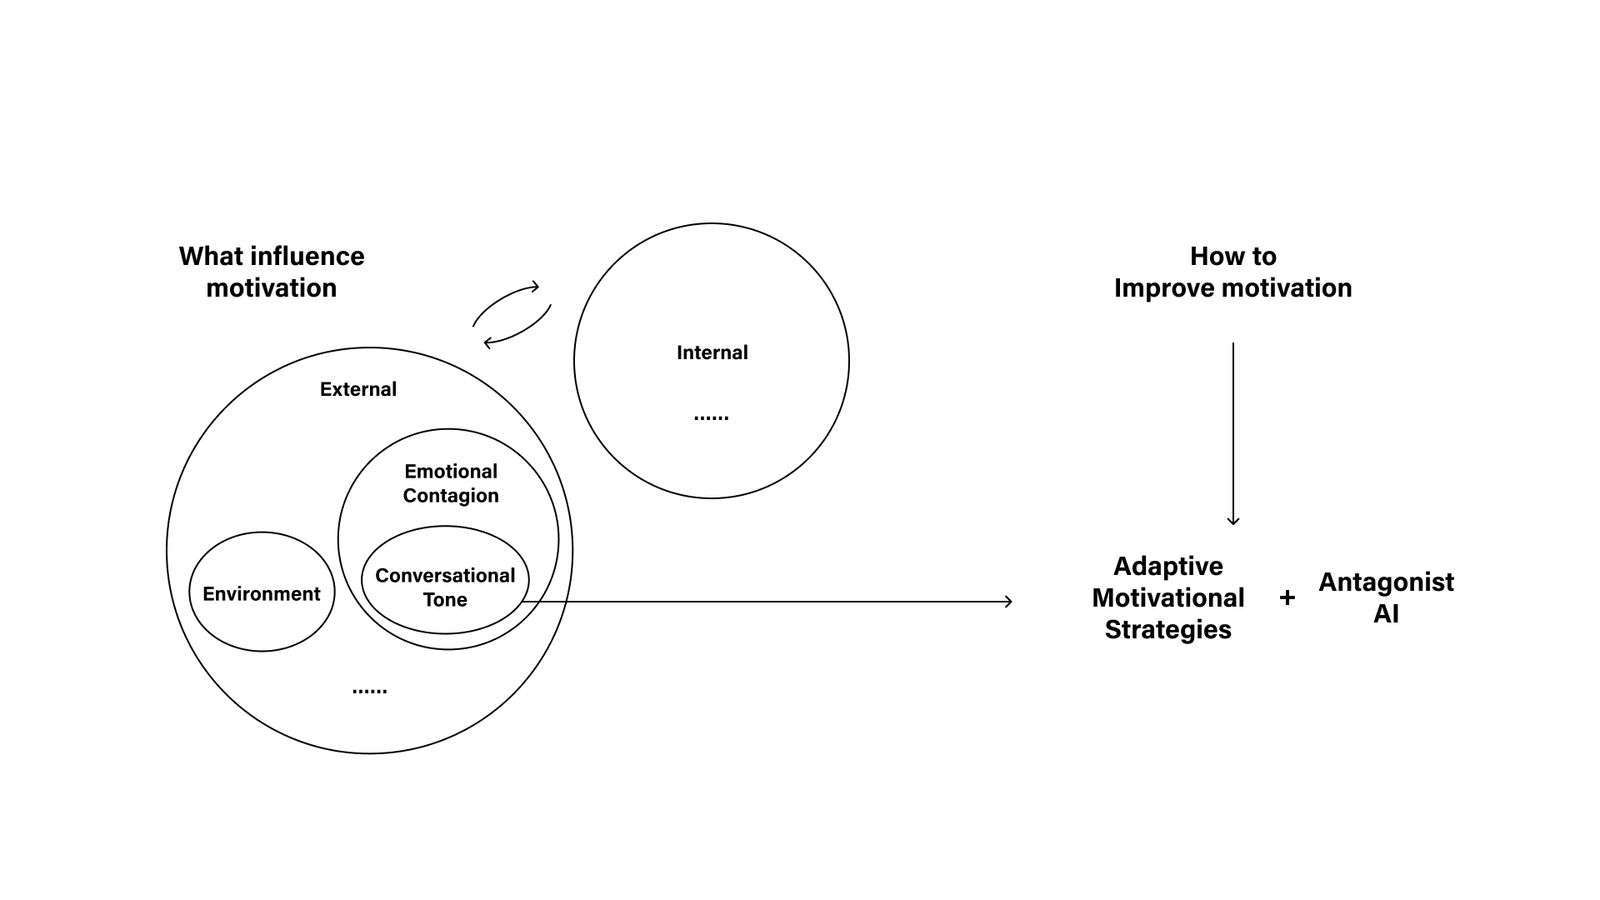 What influence
motivation
External
Emotional
Contagion
Conversational
Tone
Environment
......
Internal
......
How to
Improve motivation
Adaptive
Motivational
Strategies
+
Antagonist
AI